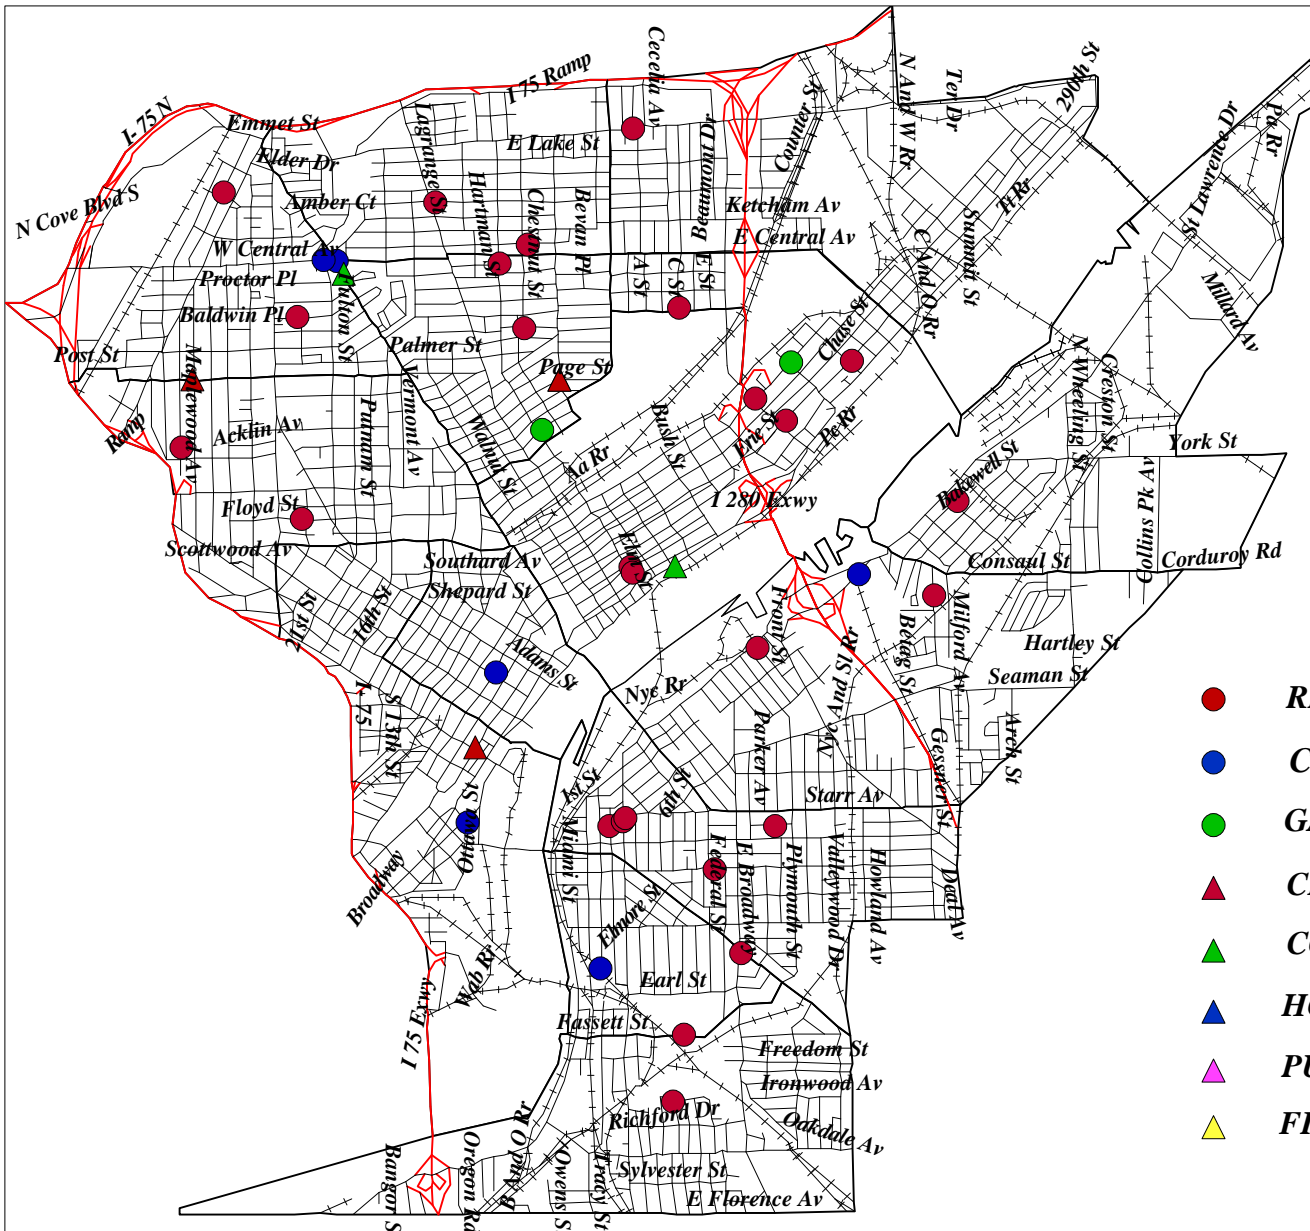 I 75 Ramp
Cecelia Av
N And W Rr
Ter Dr
290th St
I- 75 N
Emmet St
Lagrange St
E Lake St
Beaumont Dr
Counter St
St Lawrence Dr
Pa Rr
Elder Dr
N Cove Blvd S
Amber Ct
Hartman St
Chestnut St
Bevan Pl
Ketcham Av
E Central Av
Summit St
Tt Rr
W Central Av
Proctor Pl
A St
C St
E St
C And O Rr
Millard Av
Baldwin Pl
Fulton St
Palmer St
Chase St
Post St
Maplewood Av
Page St
N Wheeling St
Creston St
Ramp
Acklin Av
Putnam St
Vermont Av
Walnut St
Aa Rr
Bush St
Erie St
Pc Rr
York St
Floyd St
I 280 Exwy
Bakewell St
Collins Pk Av
Scottwood Av
Southard Av
Elm St
Consaul St
Corduroy Rd
Shepard St
21st St
16th St
Adams St
Front St
Belag St
Milford Av
Hartley St
Seaman St
I- 75
S 13th St
Nyc Rr
Nyc And Sl Rr
Parker Av
Gessner St
Arch St
1st St
6th St
Starr Av
Ottawa St
Broadway
Miami St
Federal St
E Broadway
Plymouth St
Valleywood Dr
Howland Av
Deal Av
Elmore St
Wab Rr
I 75 Exwy
Earl St
Fassett St
Freedom St
Ironwood Av
Richford Dr
Oakdale Av
Bangor S
Oregon Rd
B And O Rr
Owens S
Tracy St
Sylvester St
E Florence Av
C